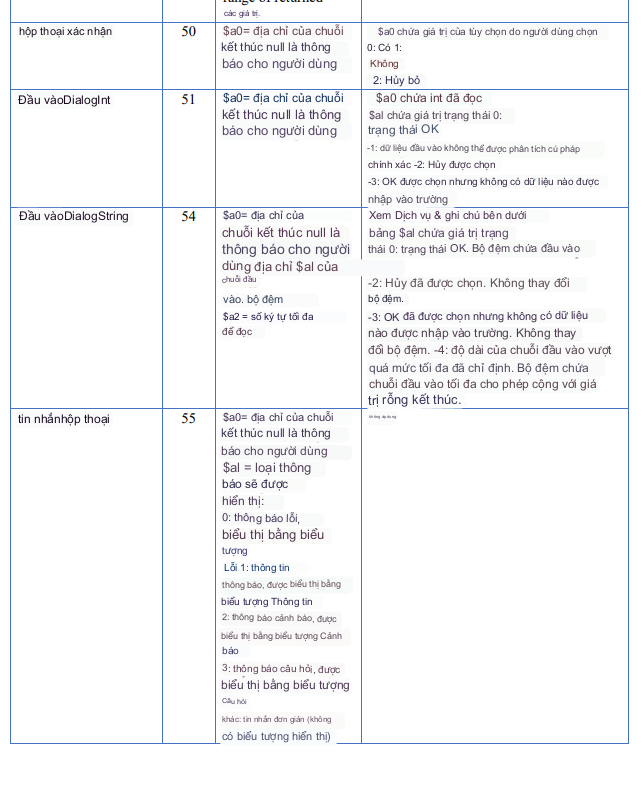 range of returned
các giá trị.
hộp thoại xác nhận
50
$a0= địa chỉ của chuỗi
kết thúc null là thông
báo cho người dùng
$a0 chứa giá trị của tùy chọn do người dùng chọn
0: Có 1:
Không
2: Hủy bỏ
Đầu vàoDialogInt
51
$a0= địa chỉ của chuỗi
kết thúc null là thông
báo cho người dùng
$a0 chứa int đã đọc
$al chứa giá trị trạng thái 0:
trạng thái OK
-1: dữ liệu đầu vào không thể được phân tích cú pháp
chính xác -2: Hủy được chọn
-3: OK được chọn nhưng không có dữ liệu nào được
nhập vào trường
Đầu vàoDialogString
54
$a0= địa chỉ của
chuỗi kết thúc null là
thông báo cho người
dùng địa chỉ $al của
chuỗi đầu
vào. bộ đệm
$a2 = số ký tự tối đa
để đọc
Xem Dịch vụ & ghi chú bên dưới
bảng $al chứa giá trị trạng
thái 0: trạng thái OK. Bộ đệm chứa đầu vào
-2: Hủy đã được chọn. Không thay đổi
bộ đệm.
-3: OK đã được chọn nhưng không có dữ liệu
nào được nhập vào trường. Không thay
đổi bộ đệm. -4: độ dài của chuỗi đầu vào vượt
quá mức tối đa đã chỉ định. Bộ đệm chứa
chuỗi đầu vào tối đa cho phép cộng với giá
trị rỗng kết thúc.
tin nhắnhộp thoại
55
$a0= địa chỉ của chuỗi
kết thúc null là thông
báo cho người dùng
$al = loại thông
báo sẽ được
hiển thị:
0: thông báo lỗi,
biểu thị bằng biểu
tượng
Lỗi 1: thông tin
thông báo, được biểu thị bằng
biểu tượng Thông tin
2: thông báo cảnh báo, được
biểu thị bằng biểu tượng Cảnh
báo
3: thông báo câu hỏi, được
biểu thị bằng biểu tượng
Câu hỏi
khác: tin nhắn đơn giản (không
có biểu tượng hiển thị)